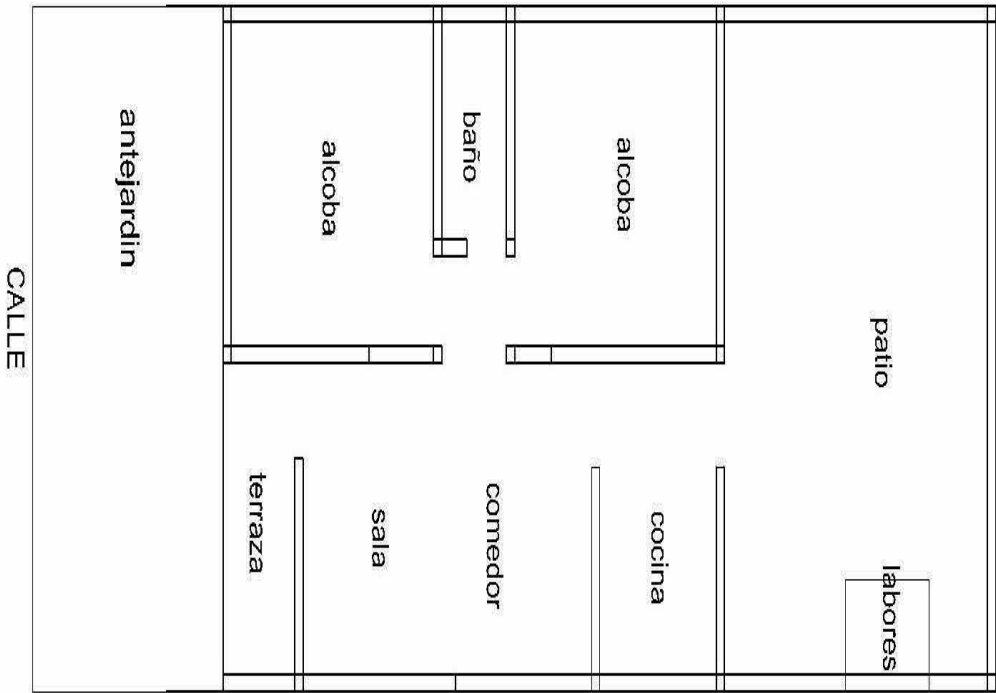 CALLE
antejardin
alcoba
baño
alcoba
patio
terraza
sala
comedor
cocina
labores